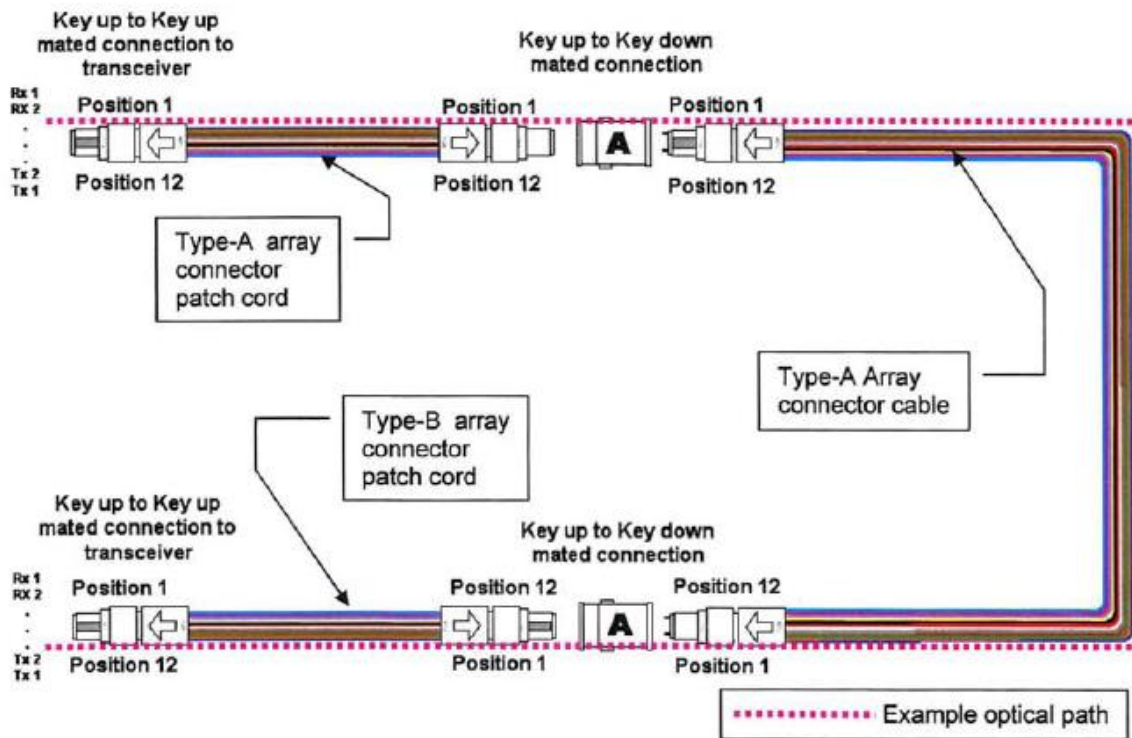 Key up to Key up
mated connection to
transceiver
Key up to Key down
mated connection
Rx 1
RX 2
Position 1
Position 1
Position 1
A
Tx 2
Tx 1
Position 12
Position 12
Position 12
Type-A array
connector
patch cord
Type-A Array
connector cable
Type-B array
connector
patch cord
Key up to Key up
mated connection to
transceiver
Key up to Key down
mated connection
Rx 1
RX 2
Position 1
Position 12
Position 12
A
Tx 2
Tx 1
Position 12
Position 1
Position 1
Example optical path